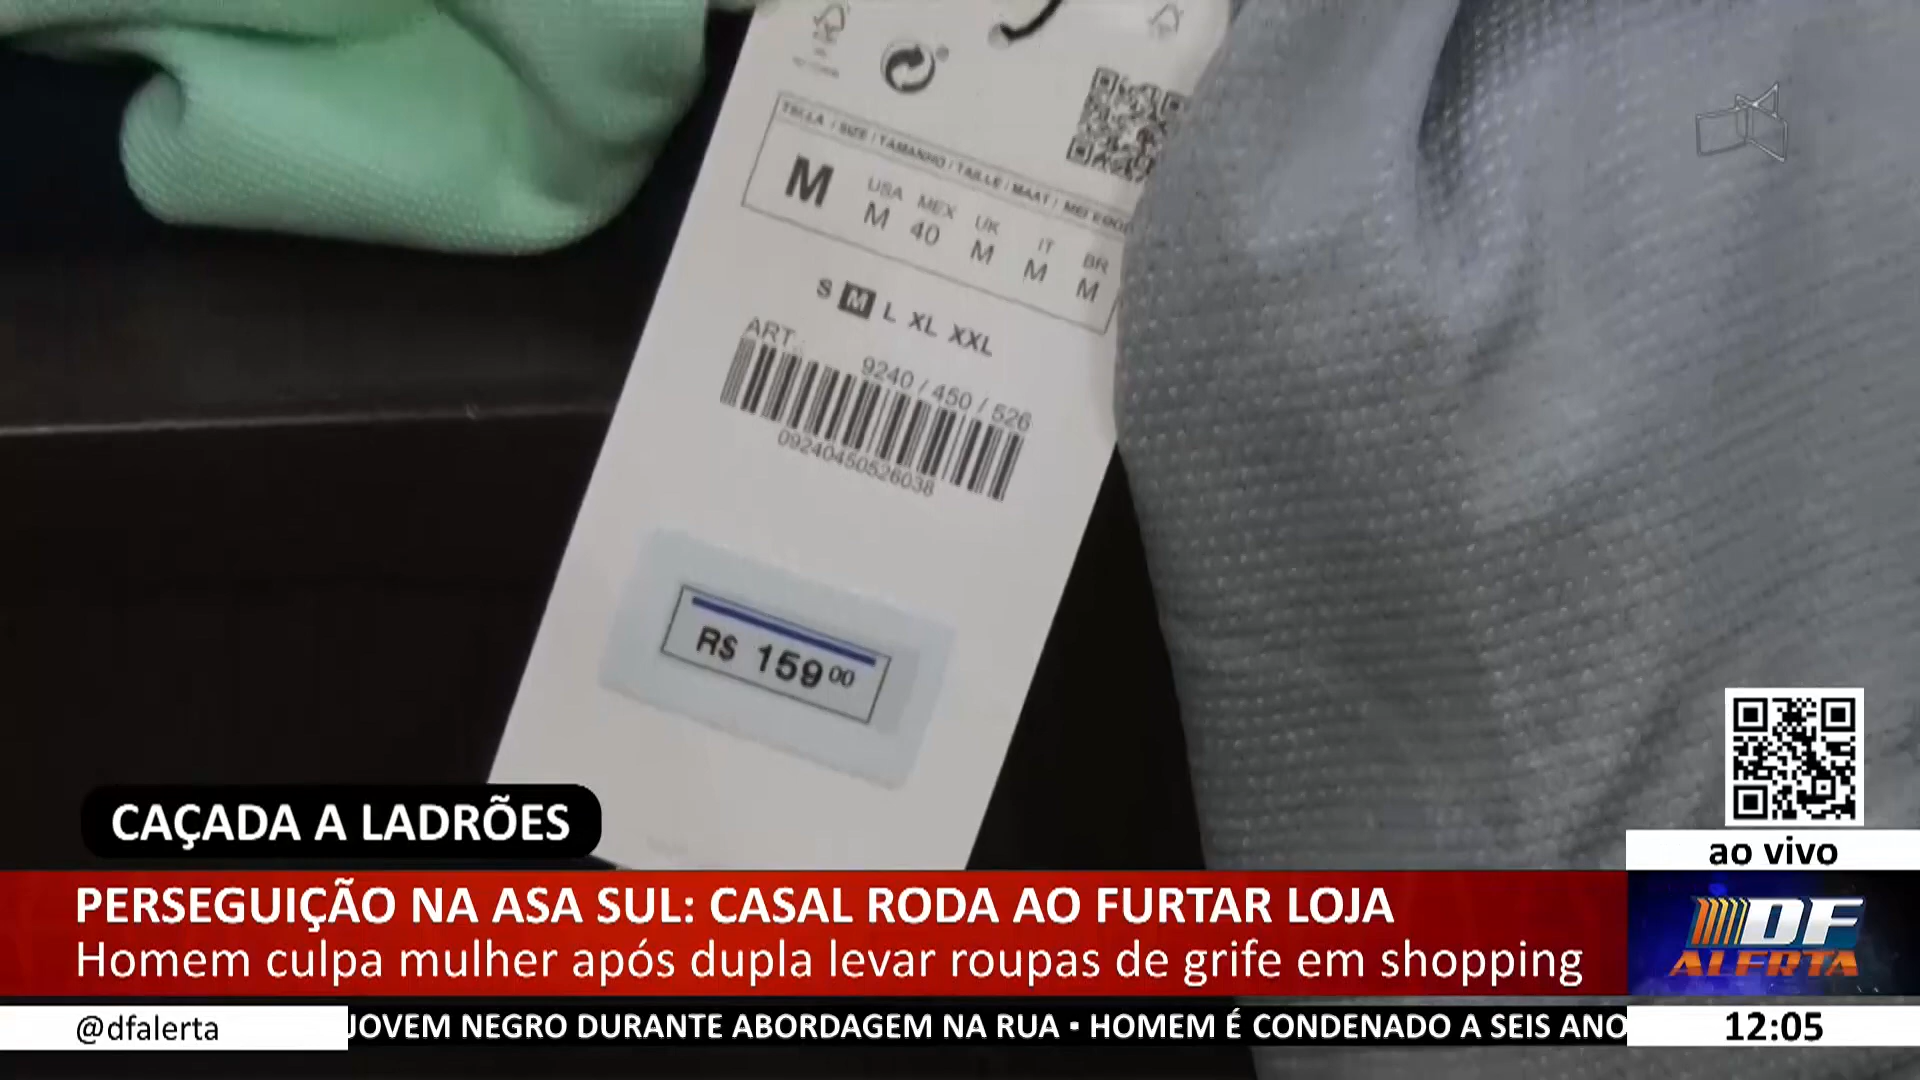 TALLA / SIZE / TAMANHO / TAILLE / MAAT /
M
USA MEX UK IT BR
M 40 M M M
S M L XL XXL
ART.
9240 / 450 / 526
09240450526038
R$ 159 00
CAÇADA A LADRÕES
ao vivo
PERSEGUIÇÃO NA ASA SUL: CASAL RODA AO FURTAR LOJA
Homem culpa mulher após dupla levar roupas de grife em shopping
DF
ALERTA
@dfalerta
JOVEM NEGRO DURANTE ABORDAGEM NA RUA ▪ HOMEM É CONDENADO A SEIS ANO
12:05